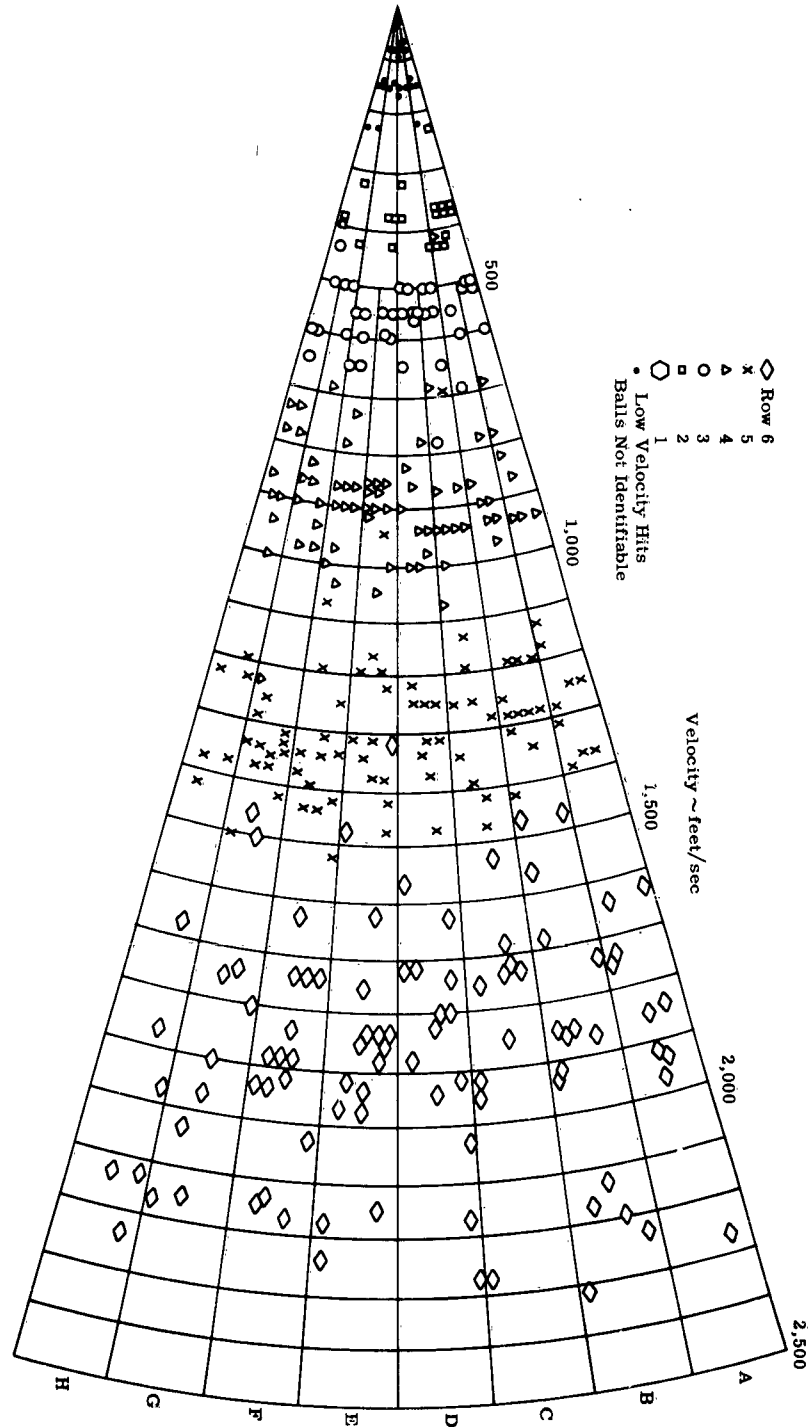 ◇ Row 6
x 5
△ 4
○ 3
□ 2
⬡ 1
• Low Velocity Hits
Balls Not Identifiable
Velocity ~ feet/sec
500
1,000
1,500
2,000
2,500
A
B
C
D
E
F
G
H